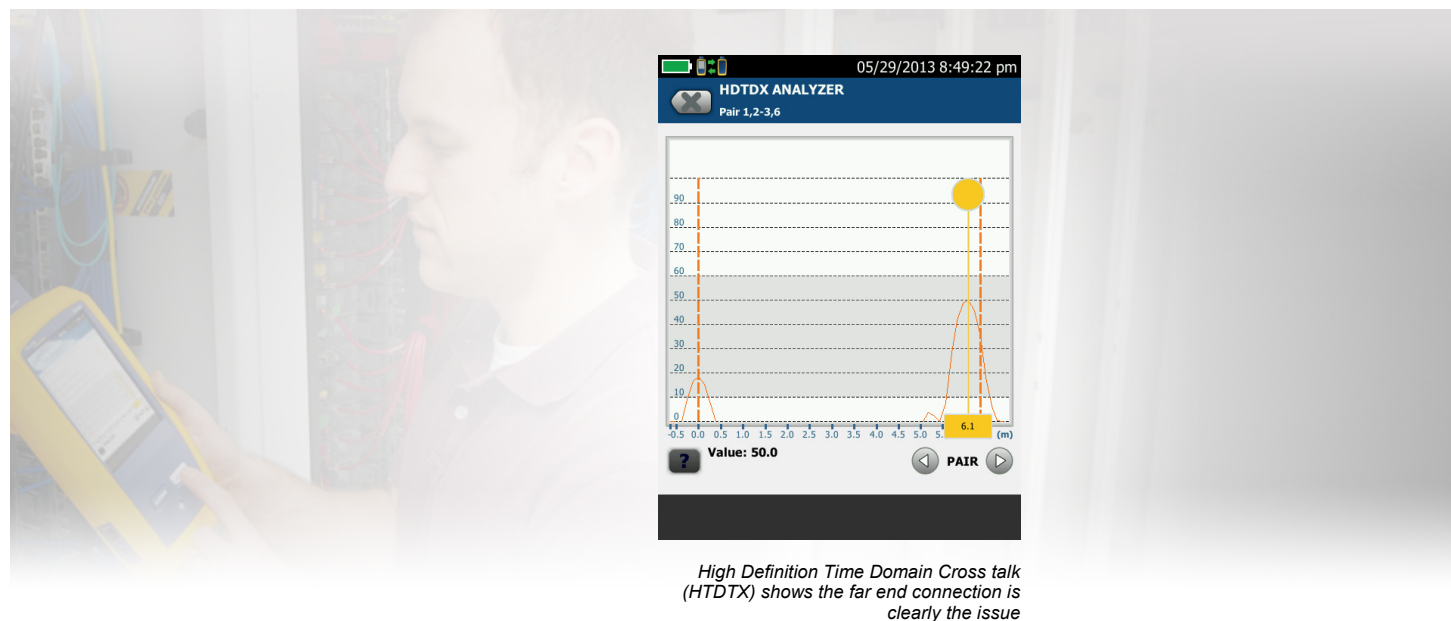 05/29/2013 8:49:22 pm
HDTDX ANALYZER
Pair 1,2-3,6
90
80
70
60
50
40
30
20
10
0
-0.5 0.0 0.5 1.0 1.5 2.0 2.5 3.0 3.5 4.0 4.5 5.0 5. 6.1 (m)
? Value: 50.0 PAIR
High Definition Time Domain Cross talk
(HTDTX) shows the far end connection is
clearly the issue